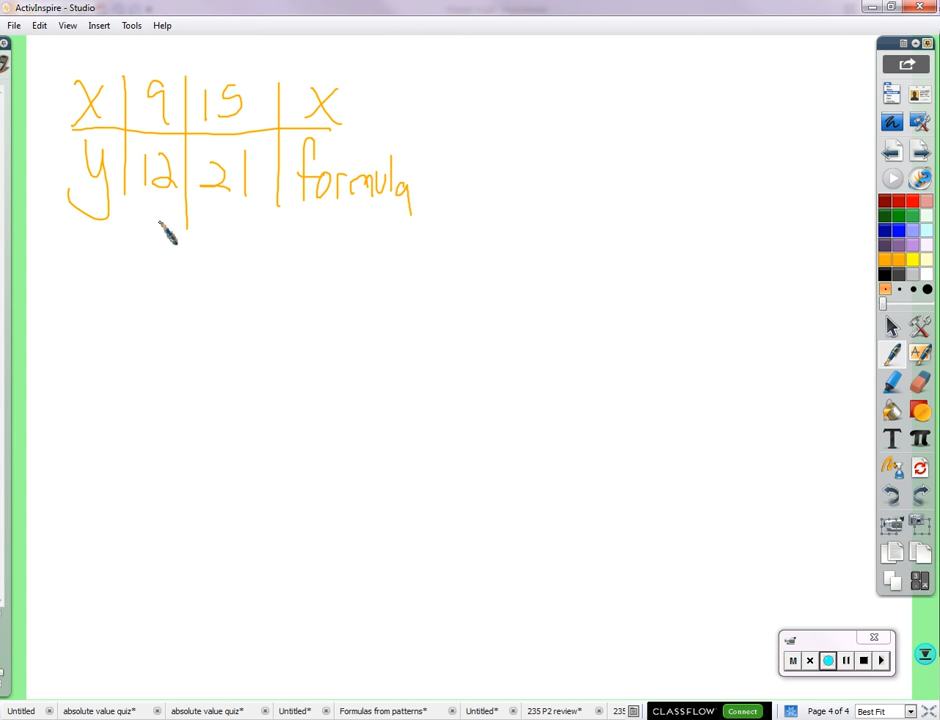 ActivInspire - Studio
File Edit View Insert Tools Help
x 9 15 x
y 12 21 formula
Untitled absolute value quiz* absolute value quiz* Untitled* Formulas from patterns* Untitled* 235 P2 review* 235 CLASSFLOW Connect Page 4 of 4 Best Fit